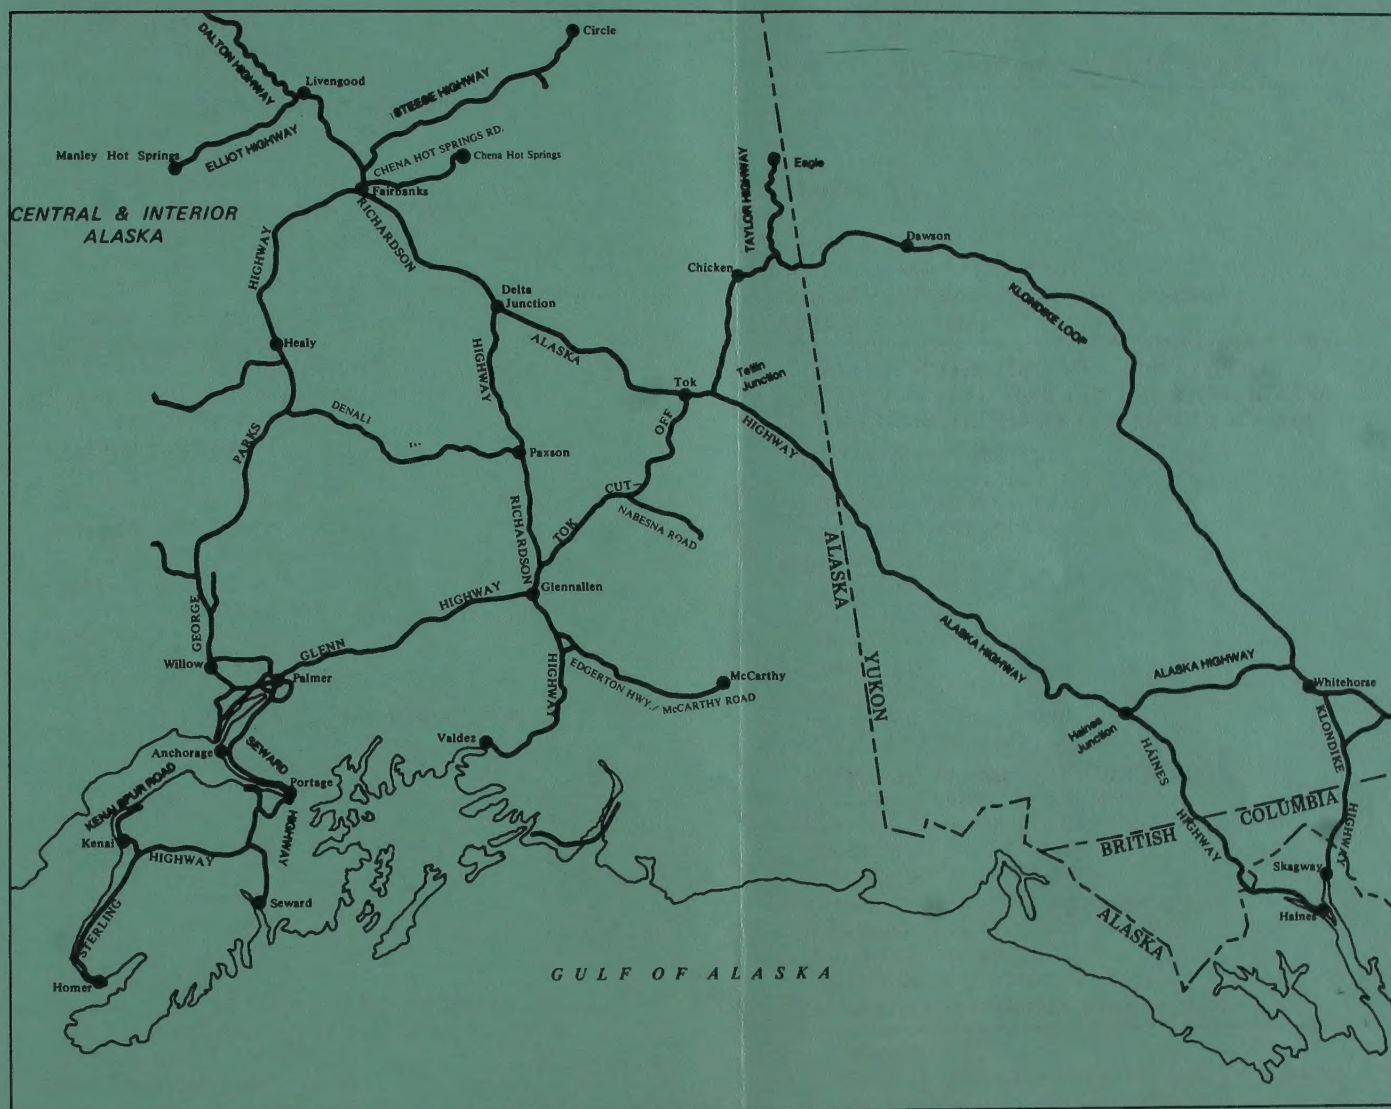 Circle
DALTON HIGHWAY
Livengood
STEESE HIGHWAY
CHENA HOT SPRINGS RD.
Manley Hot Springs
ELLIOT HIGHWAY
Chena Hot Springs
Eagle
Fairbanks
TAYLOR HIGHWAY
CENTRAL & INTERIOR
ALASKA
RICHARDSON
HIGHWAY
Dawson
Chicken
Delta
Junction
KLONDIKE LOOP
Healy
HIGHWAY
ALASKA
Tetlin
Junction
Tok
DENALI
OFF
HIGHWAY
PARKS
Paxson
CUT-
NABESNA ROAD
RICHARDSON
TOK
ALASKA
Glennallen
HIGHWAY
GEORGE
GLENN
ALASKA HIGHWAY
YUKON
ALASKA HIGHWAY
Willow
Palmer
HIGHWAY
EDGERTON HWY./ McCARTHY ROAD
McCarthy
Whitehorse
KLONDIKE
Haines
Junction
Valdez
Anchorage
SEWARD
HAINES
KENAI SPUR ROAD
Portage
HIGHWAY
BRITISH COLUMBIA
HIGHWAY
HIGHWAY
Kenai
HIGHWAY
Skagway
Seward
STERLING
ALASKA
Haines
GULF OF ALASKA
Homer